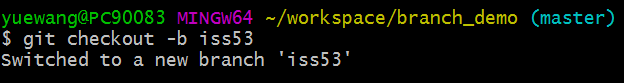 yuewang@PC90083 MINGW64 ~/workspace/branch_demo (master)
$ git checkout -b iss53
Switched to a new branch 'iss53'